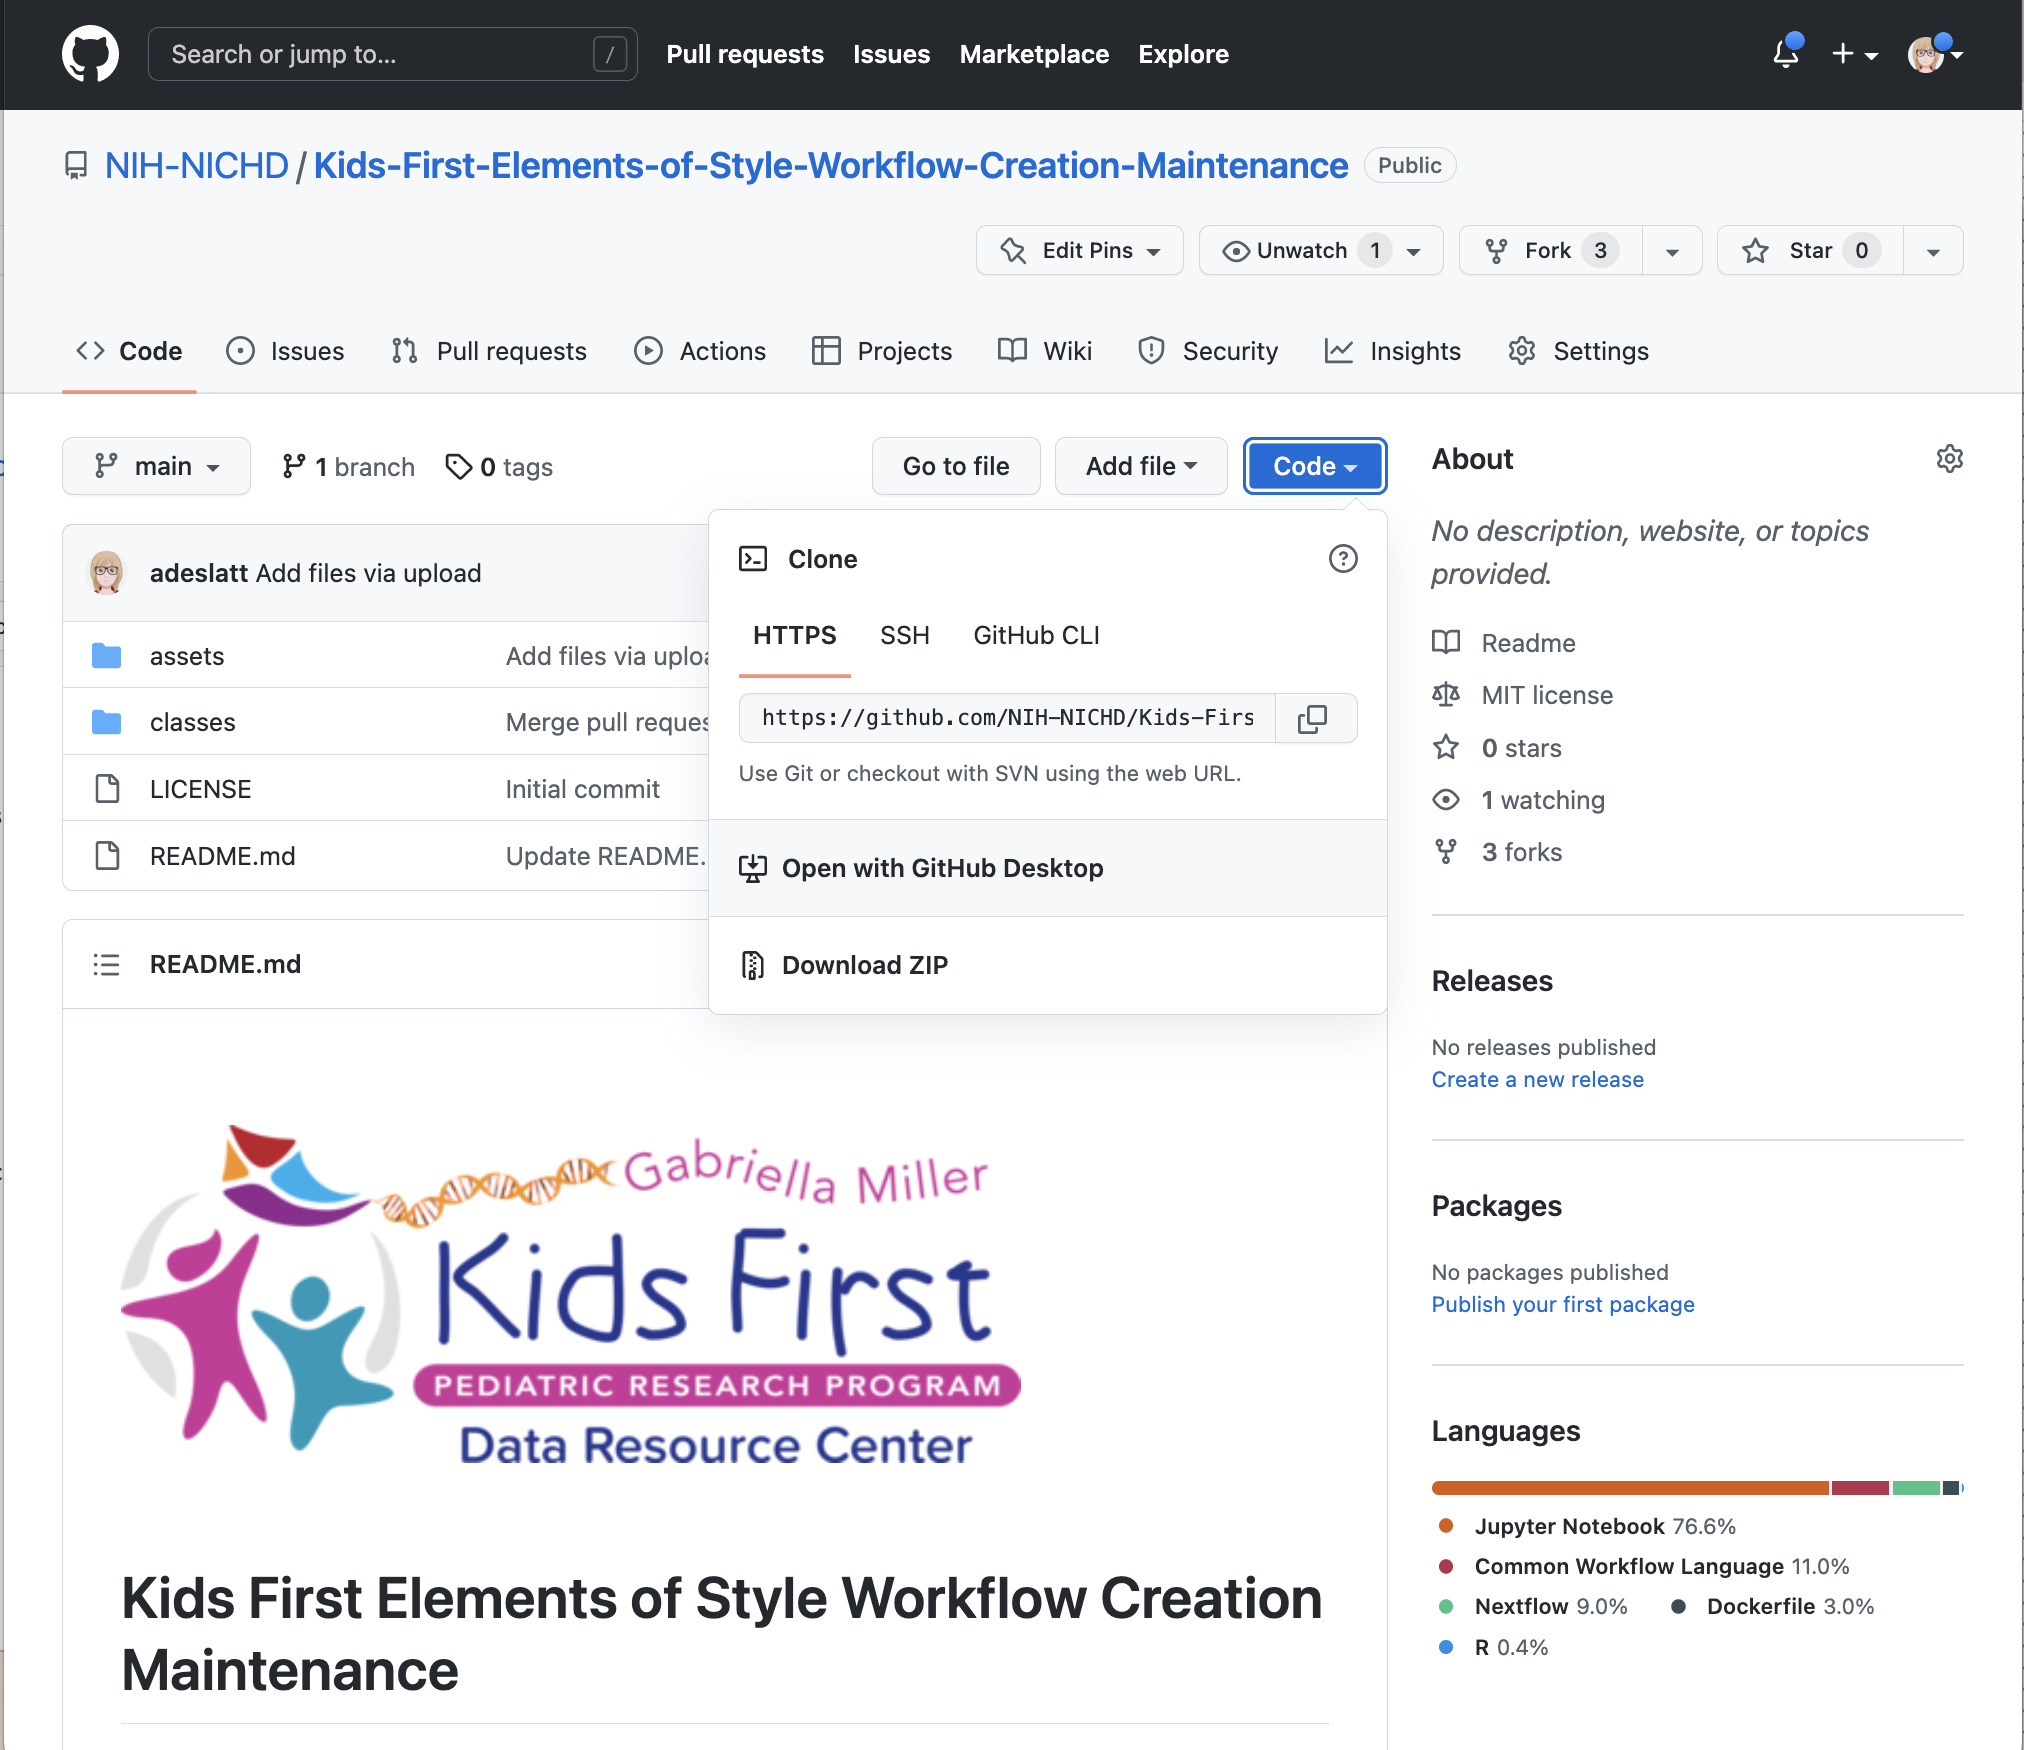 Search or jump to... /
Pull requests Issues Marketplace Explore
NIH-NICHD / Kids-First-Elements-of-Style-Workflow-Creation-Maintenance Public
Edit Pins Unwatch 1 Fork 3 Star 0
Code Issues Pull requests Actions Projects Wiki Security Insights Settings
main 1 branch 0 tags Go to file Add file Code
adeslatt Add files via upload
assets Add files via uploa
classes Merge pull reques
LICENSE Initial commit
README.md Update README.
Clone
HTTPS SSH GitHub CLI
https://github.com/NIH-NICHD/Kids-Firs
Use Git or checkout with SVN using the web URL.
Open with GitHub Desktop
Download ZIP
README.md
Gabriella Miller
Kids First
PEDIATRIC RESEARCH PROGRAM
Data Resource Center
Kids First Elements of Style Workflow Creation
Maintenance
About
No description, website, or topics
provided.
Readme
MIT license
0 stars
1 watching
3 forks
Releases
No releases published
Create a new release
Packages
No packages published
Publish your first package
Languages
Jupyter Notebook 76.6%
Common Workflow Language 11.0%
Nextflow 9.0% Dockerfile 3.0%
R 0.4%